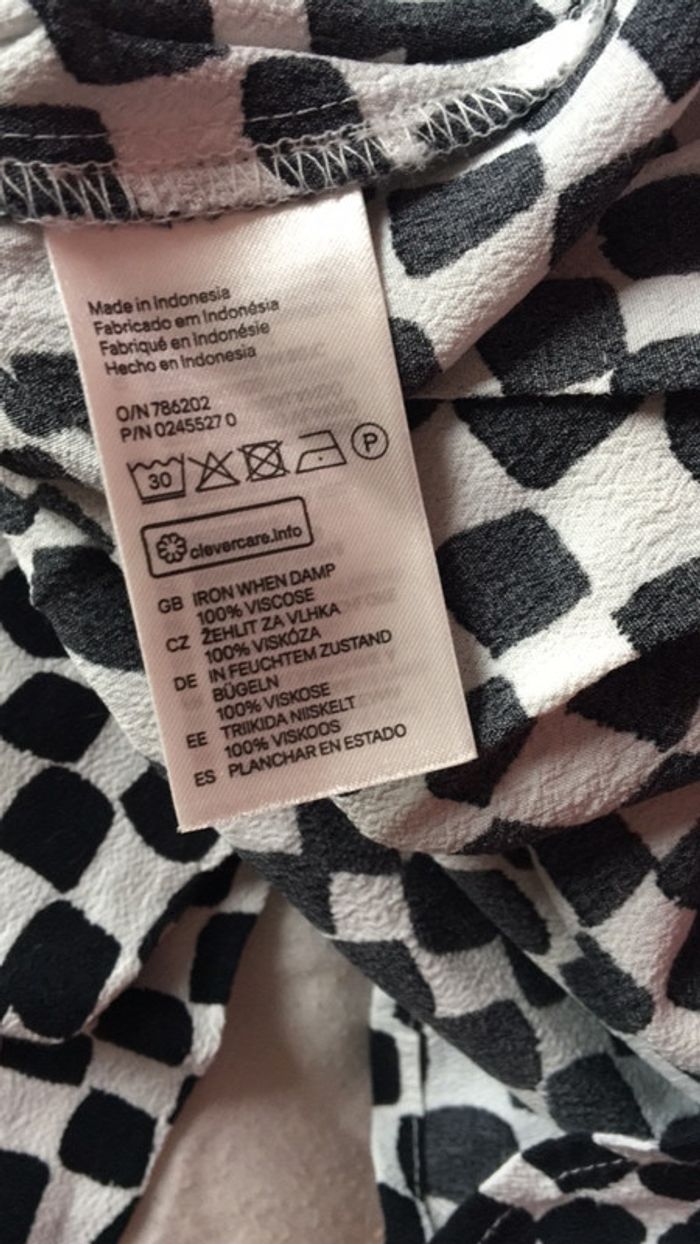 Made in Indonesia
Fabricado em Indonésia
Fabriqué en Indonésie
Hecho en Indonesia
O/N 786202
P/N 0245527 0
30 P
clevercare.info
GB IRON WHEN DAMP
100% VISCOSE
CZ ŽEHLIT ZA VLHKA
100% VISKÓZA
DE IN FEUCHTEM ZUSTAND
BÜGELN
100% VISKOSE
EE TRIIKIDA NIISKELT
100% VISKOOS
ES PLANCHAR EN ESTADO